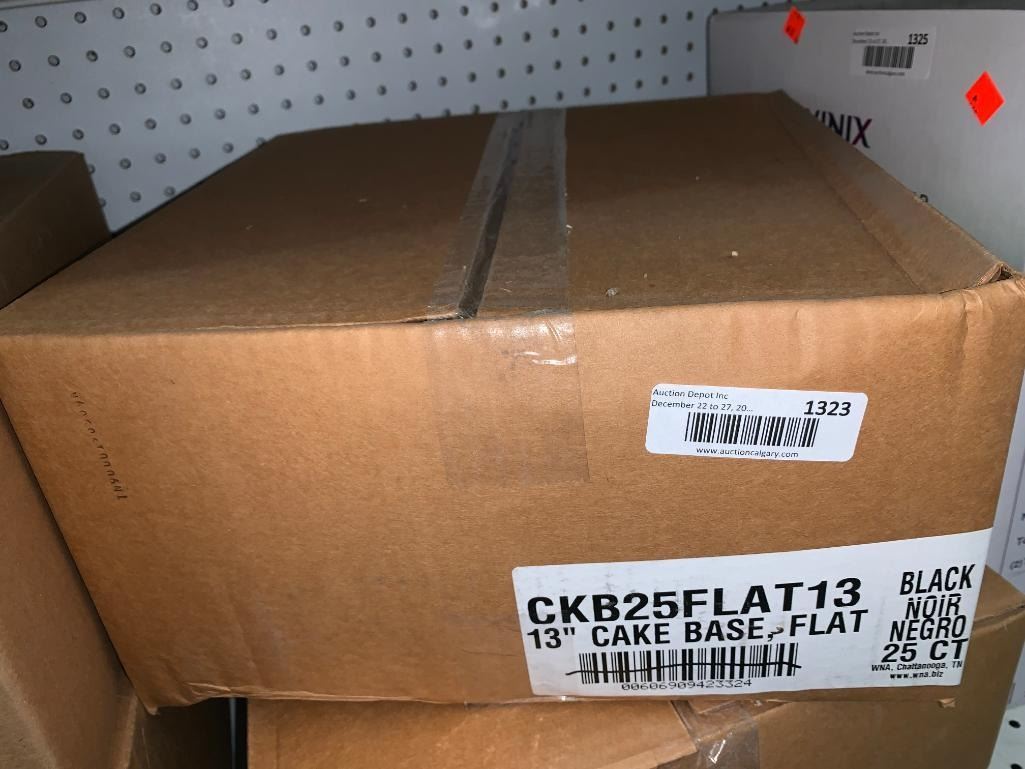 1325
WINIX
Auction Depot Inc
December 22 to 27, 20...
1323
www.auctioncalgary.com
CKB25FLAT13
13" CAKE BASE, FLAT
00606909423324
BLACK
NOIR
NEGRO
25 CT
WNA, Chattanooga, TN
www.wna.biz